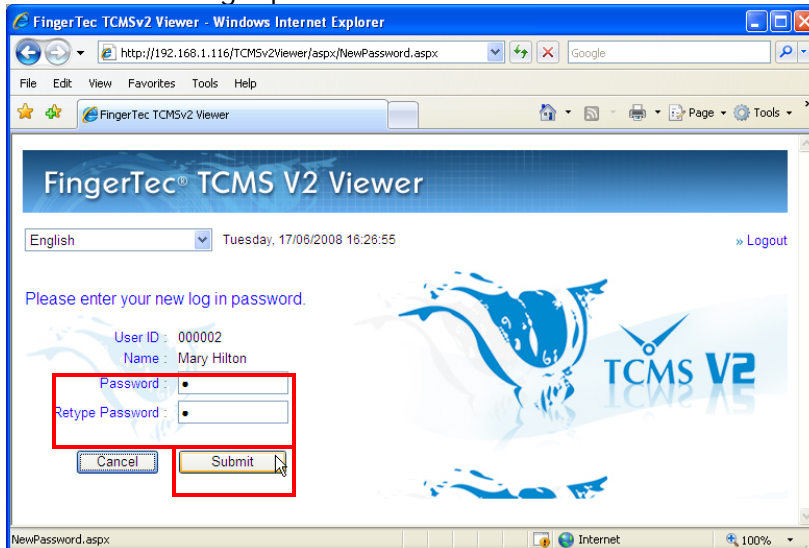 FingerTec TCMSv2 Viewer - Windows Internet Explorer
http://192.168.1.116/TCMSv2Viewer/aspx/NewPassword.aspx Google
File Edit View Favorites Tools Help
FingerTec TCMSv2 Viewer Page Tools
FingerTec® TCMS V2 Viewer
English Tuesday, 17/06/2008 16:26:55 » Logout
Please enter your new log in password.
User ID : 000002
Name : Mary Hilton
Password : •
Retype Password : •
Cancel Submit
TCMS V2
NewPassword.aspx Internet 100%